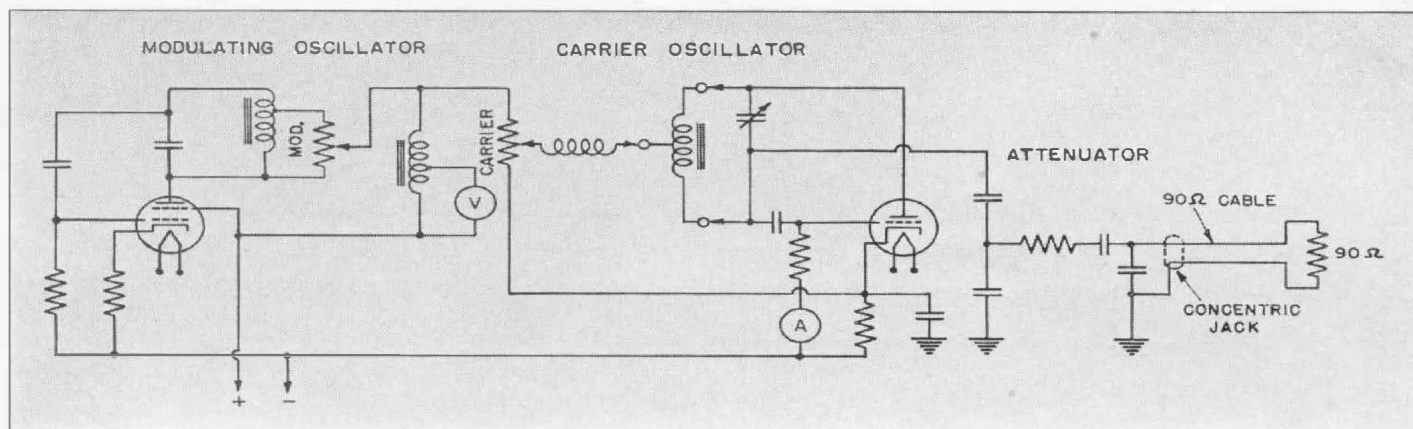 MODULATING OSCILLATOR
CARRIER OSCILLATOR
MOD.
CARRIER
V
ATTENUATOR
90Ω CABLE
90Ω
A
CONCENTRIC
JACK
+ −